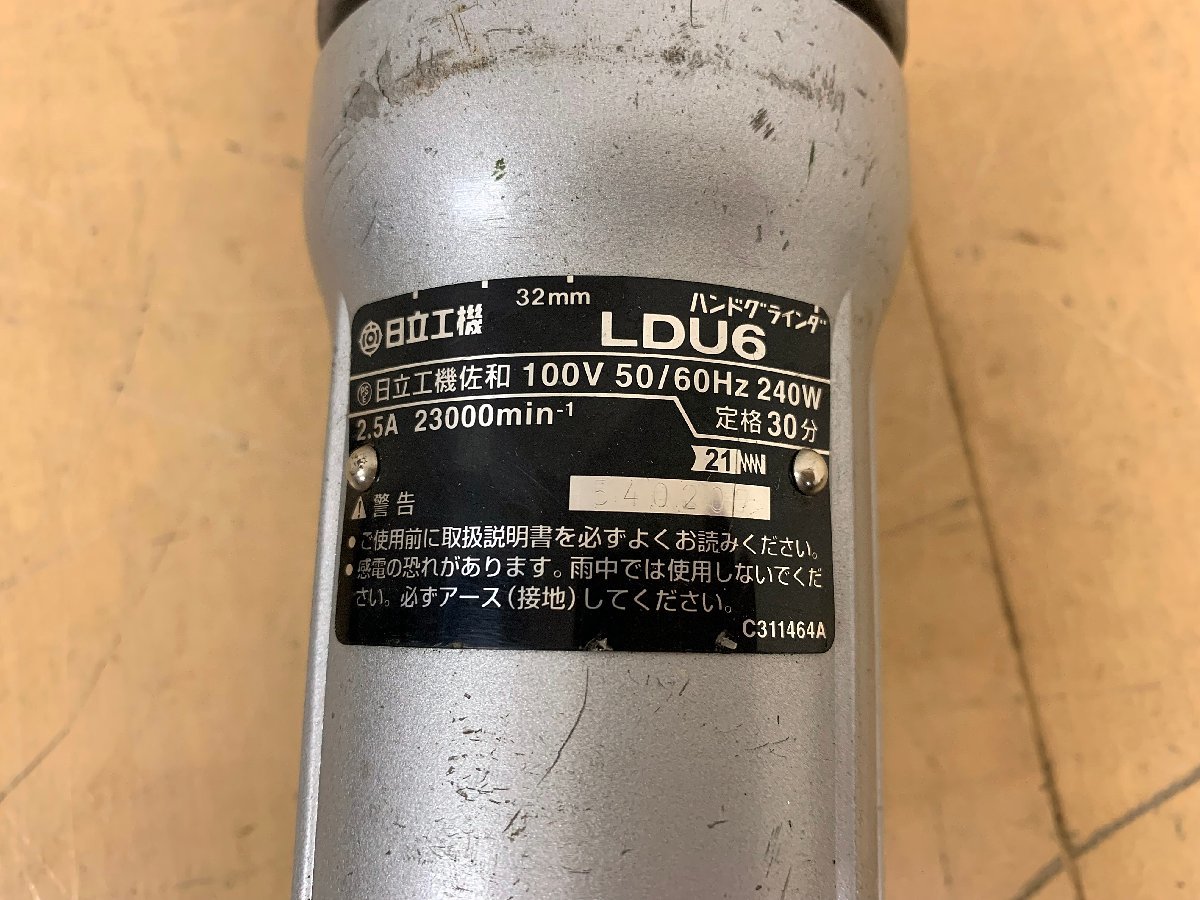 32mm ハンドグラインダ
日立工機 LDU6
PSE 日立工機佐和 100V 50/60Hz 240W
2.5A 23000min⁻¹ 定格30分
21
警告
・ご使用前に取扱説明書を必ずよくお読みください。
・感電の恐れがあります。雨中では使用しないでくだ
さい。必ずアース(接地)してください。
C311464A